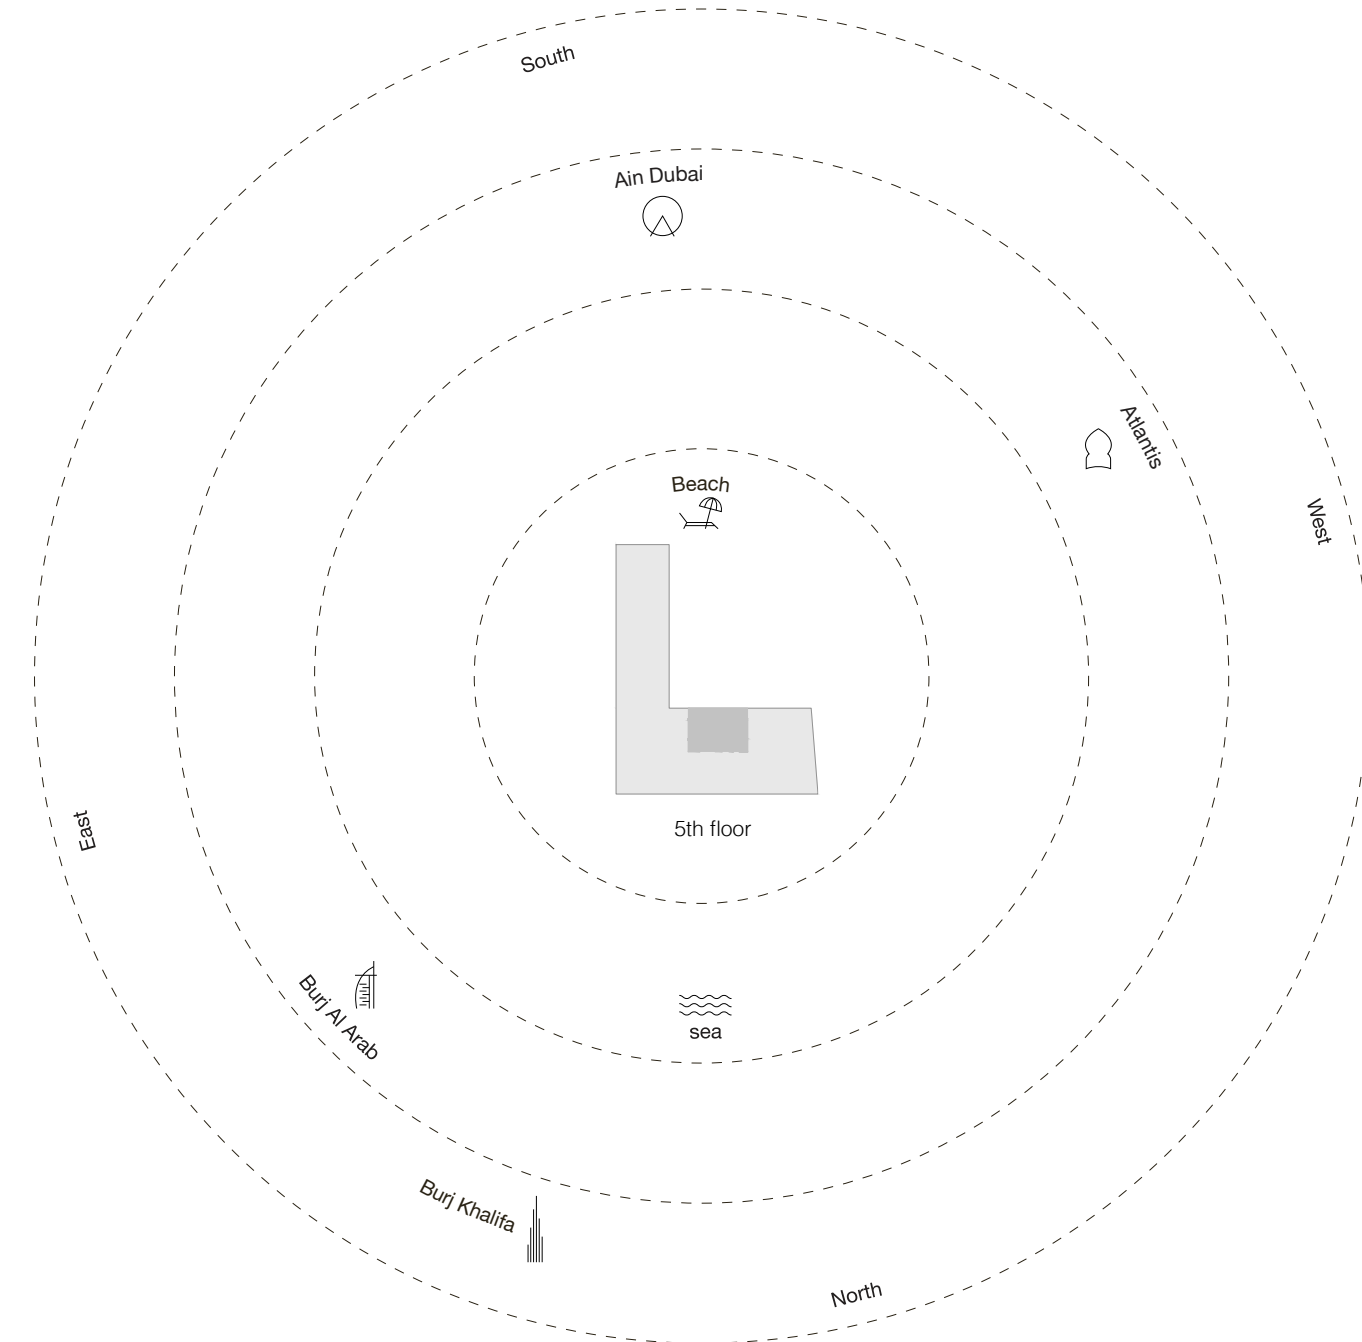 South
Ain Dubai
Atlantis
Beach
West
East
5th floor
Burj Al Arab
sea
Burj Khalifa
North